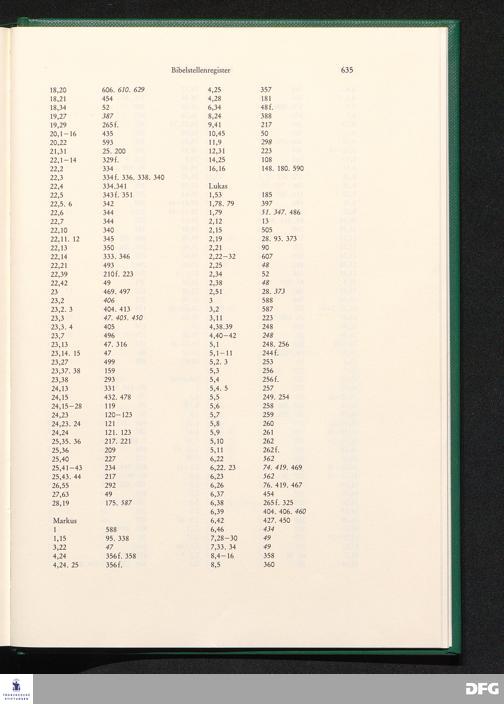 Bibelstellenregister 635
18,20 606. 610. 629
18,21 454
18,34 52
19,27 387
19,29 265f.
20,1—16 435
20,22 593
21,31 25. 200
22,1—14 329f.
22,2 334
22,3 334f. 336. 338. 340
22,4 334.341
22,5 343f. 351
22,5. 6 342
22,6 344
22,7 344
22,10 340
22,11. 12 345
22,13 350
22,14 333. 346
22,21 493
22,39 210f. 223
22,42 49
23 469. 497
23,2 406
23,2. 3 404. 413
23,3 47. 405. 450
23,3. 4 405
23,7 496
23,13 47. 316
23,14. 15 47
23,27 499
23,37. 38 159
23,38 293
24,13 331
24,15 432. 478
24,15—28 119
24,23 120—123
24,23. 24 121
24,24 121. 123
25,35. 36 217. 221
25,36 209
25,40 227
25,41—43 234
25,43. 44 217
26,55 292
27,63 49
28,19 175. 587
Markus
1 588
1,15 95. 338
3,22 47
4,24 356f. 358
4,24. 25 356f.
4,25 357
4,28 181
6,34 48f.
8,24 388
9,41 217
10,45 50
11,9 298
12,31 223
14,25 108
16,16 148. 180. 590
Lukas
1,53 185
1,78. 79 397
1,79 51. 347. 486
2,12 13
2,15 505
2,19 28. 93. 373
2,21 90
2,22—32 607
2,25 48
2,34 52
2,38 48
2,51 28. 373
3 588
3,2 587
3,11 223
4,38.39 248
4,40—42 248
5,1 248. 256
5,1—11 244f.
5,2. 3 253
5,3 256
5,4 256f.
5,4. 5 257
5,5 249. 254
5,6 258
5,7 259
5,8 260
5,9 261
5,10 262
5,11 262f.
6,22 562
6,22. 23 74. 419. 469
6,23 562
6,26 76. 419. 467
6,37 454
6,38 265f. 325
6,39 404. 406. 460
6,42 427. 450
6,46 434
7,28—30 49
7,33. 34 49
8,4—16 358
8,5 360
FRANCKESCHE
STIFTUNGEN
DFG